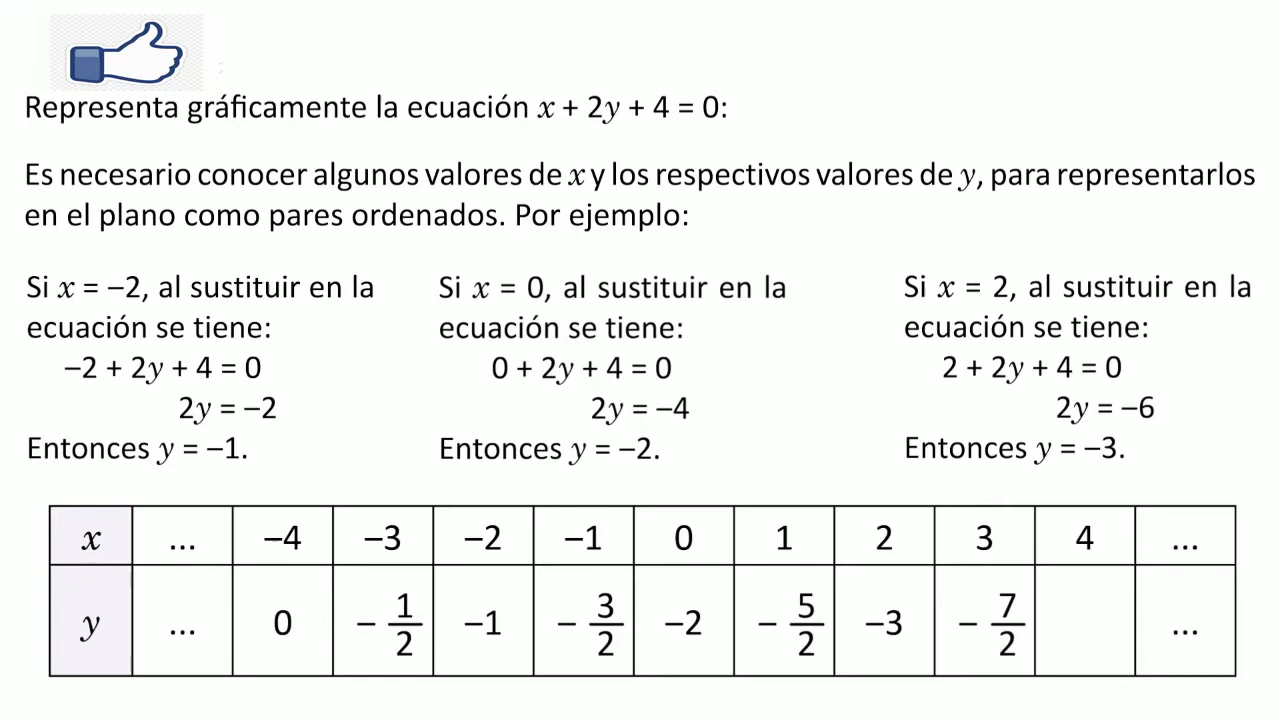 Representa gráficamente la ecuación x + 2y + 4 = 0:
Es necesario conocer algunos valores de x y los respectivos valores de y, para representarlos
en el plano como pares ordenados. Por ejemplo:
Si x = –2, al sustituir en la
ecuación se tiene:
–2 + 2y + 4 = 0
2y = –2
Entonces y = –1.
Si x = 0, al sustituir en la
ecuación se tiene:
0 + 2y + 4 = 0
2y = –4
Entonces y = –2.
Si x = 2, al sustituir en la
ecuación se tiene:
2 + 2y + 4 = 0
2y = –6
Entonces y = –3.
x ... –4 –3 –2 –1 0 1 2 3 4 ...
y ... 0 –1/2 –1 –3/2 –2 –5/2 –3 –7/2 ...